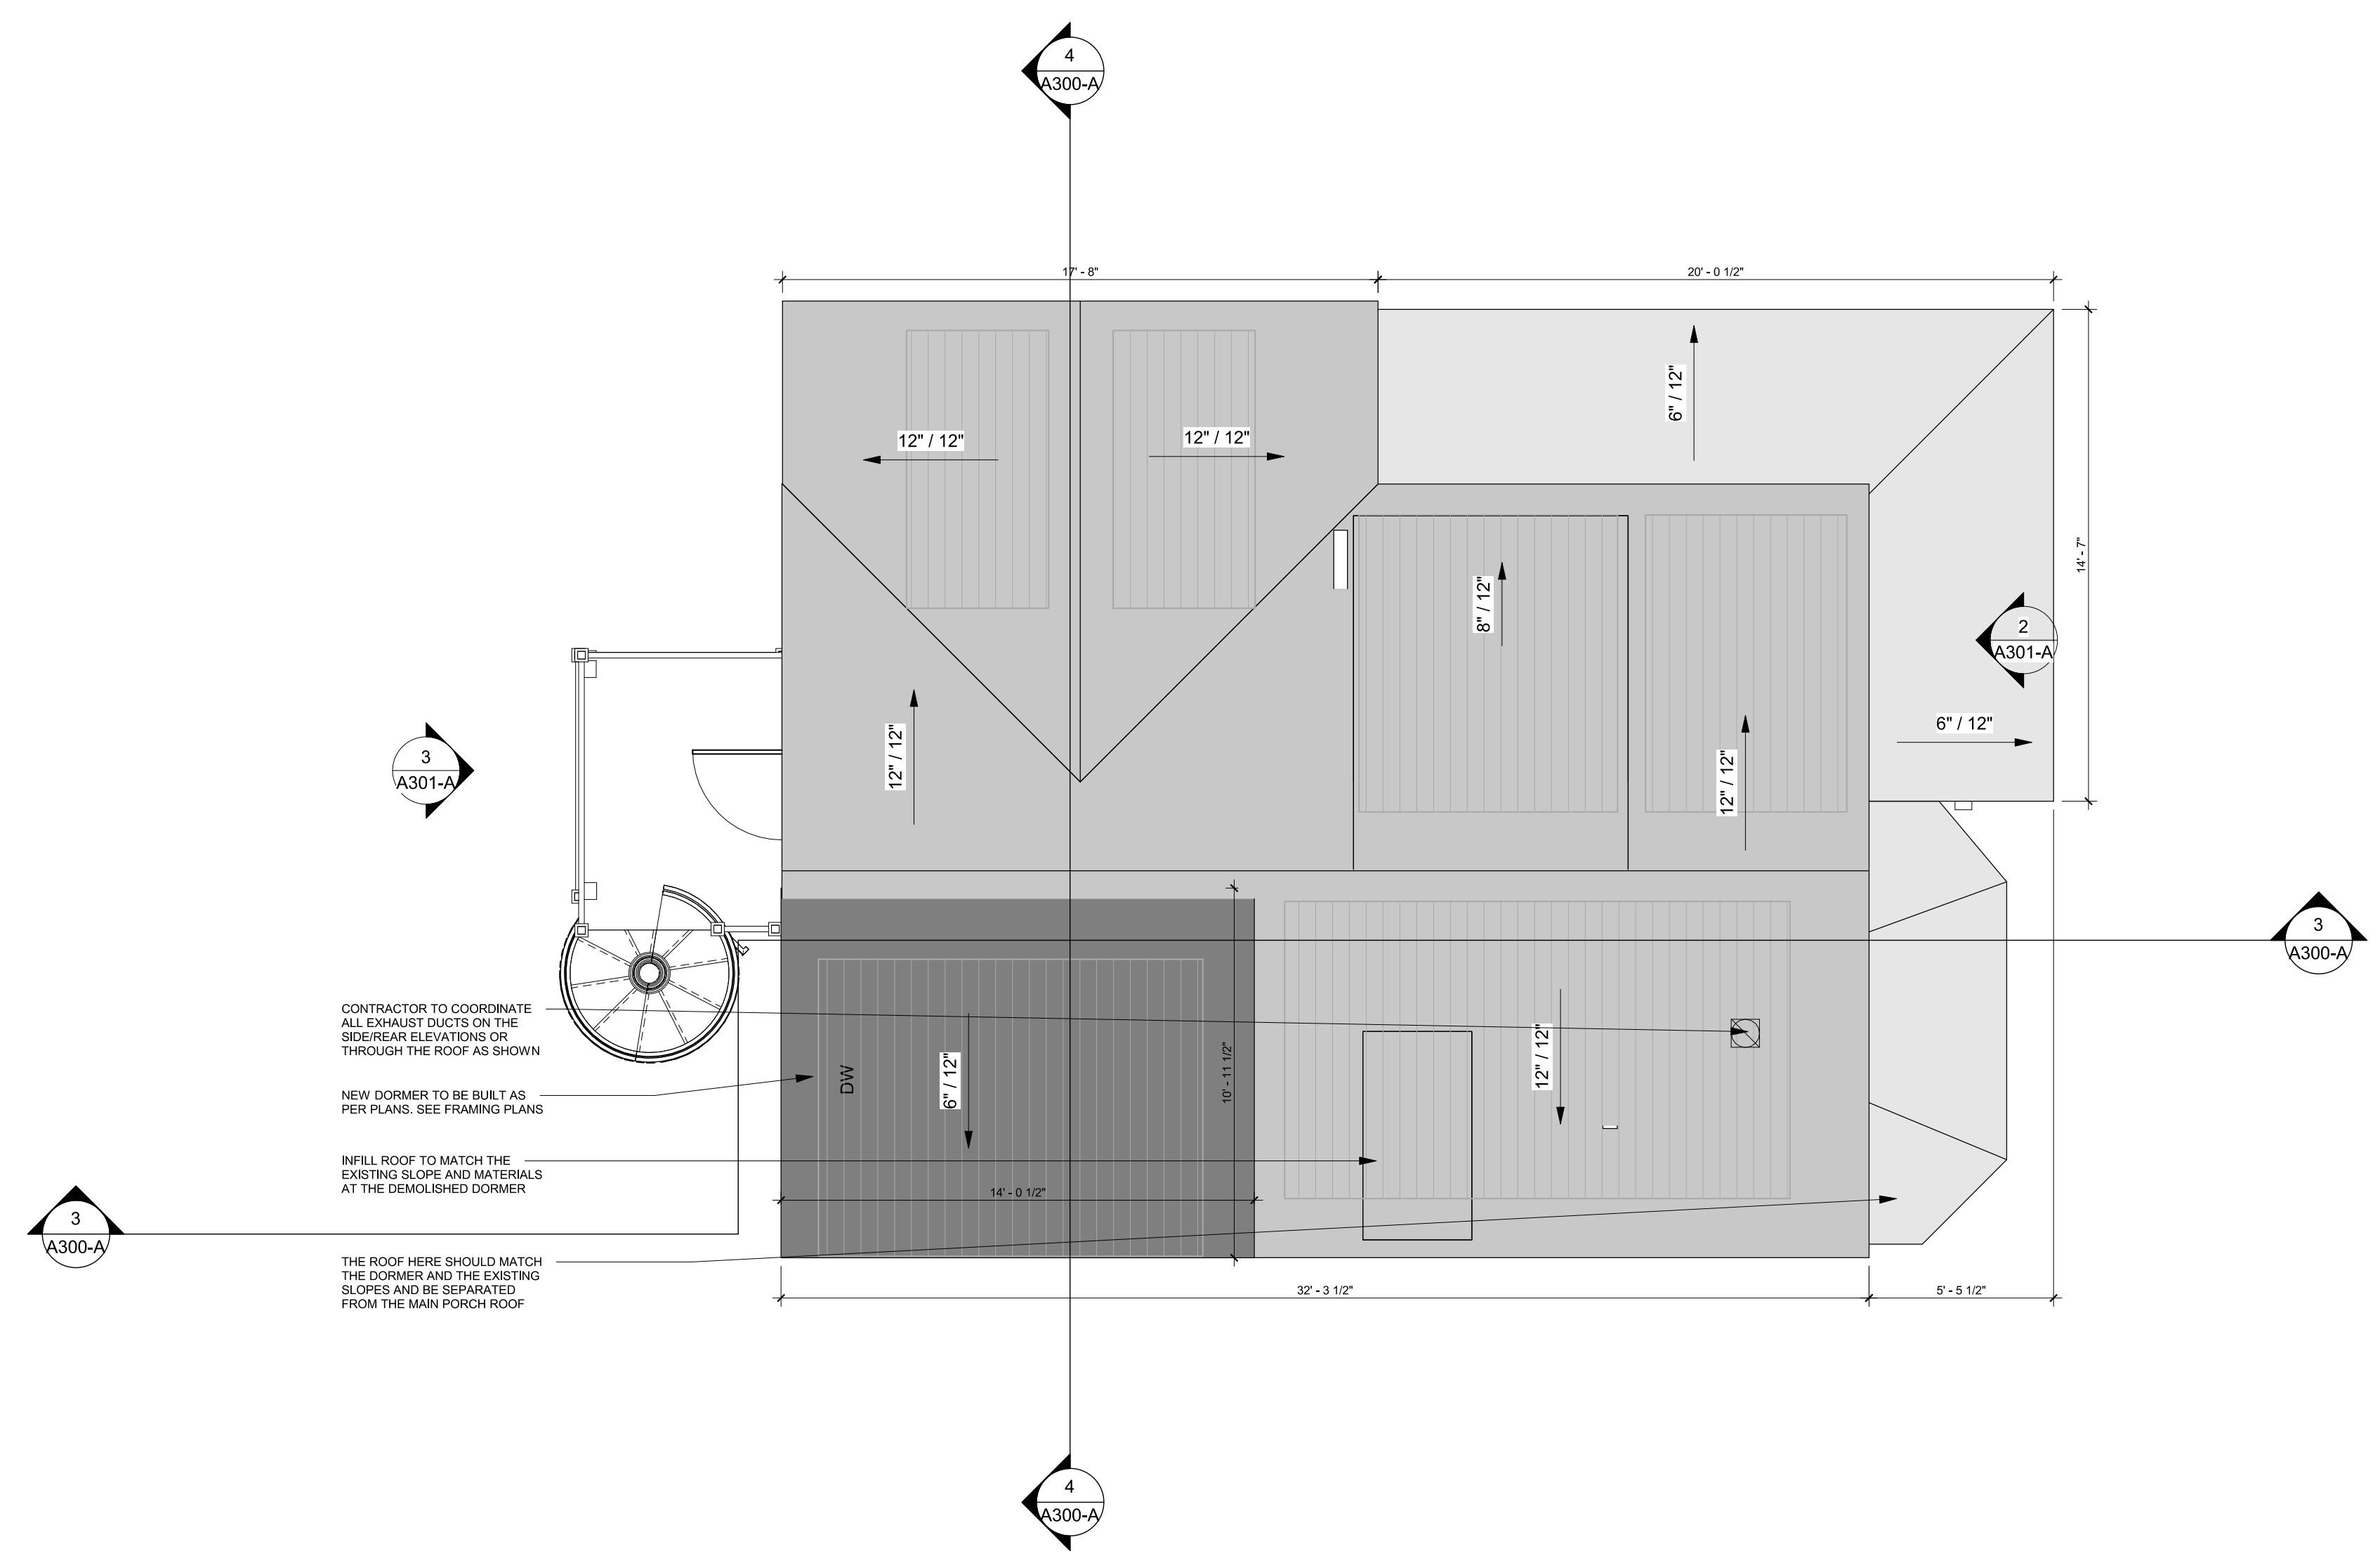 4
A300-A
17' - 8"
20' - 0 1/2"
6" / 12"
12" / 12"
12" / 12"
14' - 7"
8" / 12"
2
A301-A
6" / 12"
12" / 12"
12" / 12"
3
A301-A
3
A300-A
CONTRACTOR TO COORDINATE
ALL EXHAUST DUCTS ON THE
SIDE/REAR ELEVATIONS OR
THROUGH THE ROOF AS SHOWN
DW
6" / 12"
10' - 11 1/2"
12" / 12"
NEW DORMER TO BE BUILT AS
PER PLANS. SEE FRAMING PLANS
INFILL ROOF TO MATCH THE
EXISTING SLOPE AND MATERIALS
AT THE DEMOLISHED DORMER
14' - 0 1/2"
3
A300-A
THE ROOF HERE SHOULD MATCH
THE DORMER AND THE EXISTING
SLOPES AND BE SEPARATED
FROM THE MAIN PORCH ROOF
32' - 3 1/2"
5' - 5 1/2"
4
A300-A